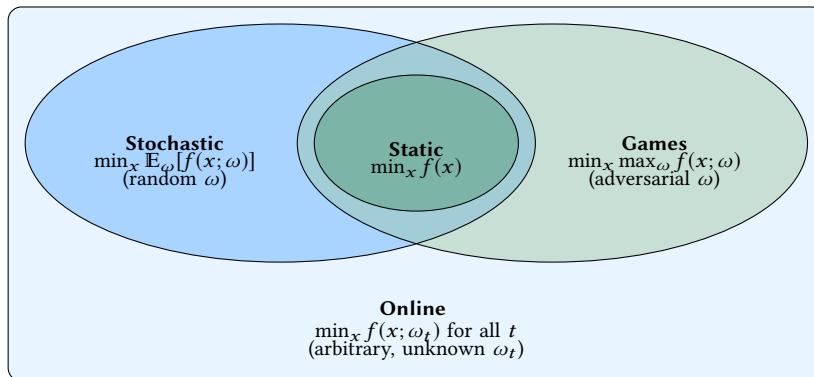 Stochastic
min_x 𝔼_ω[f(x; ω)]
(random ω)
Static
min_x f(x)
Games
min_x max_ω f(x; ω)
(adversarial ω)
Online
min_x f(x; ω_t) for all t
(arbitrary, unknown ω_t)